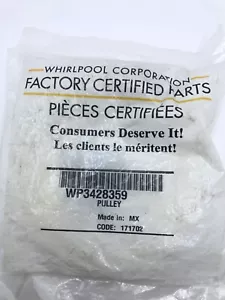 WHIRLPOOL CORPORATION
FACTORY CERTIFIED PARTS
PIÈCES CERTIFIÉES
Consumers Deserve It!
Les clients le méritent!
WP3428359
PULLEY
Made in: MX
CODE: 171702